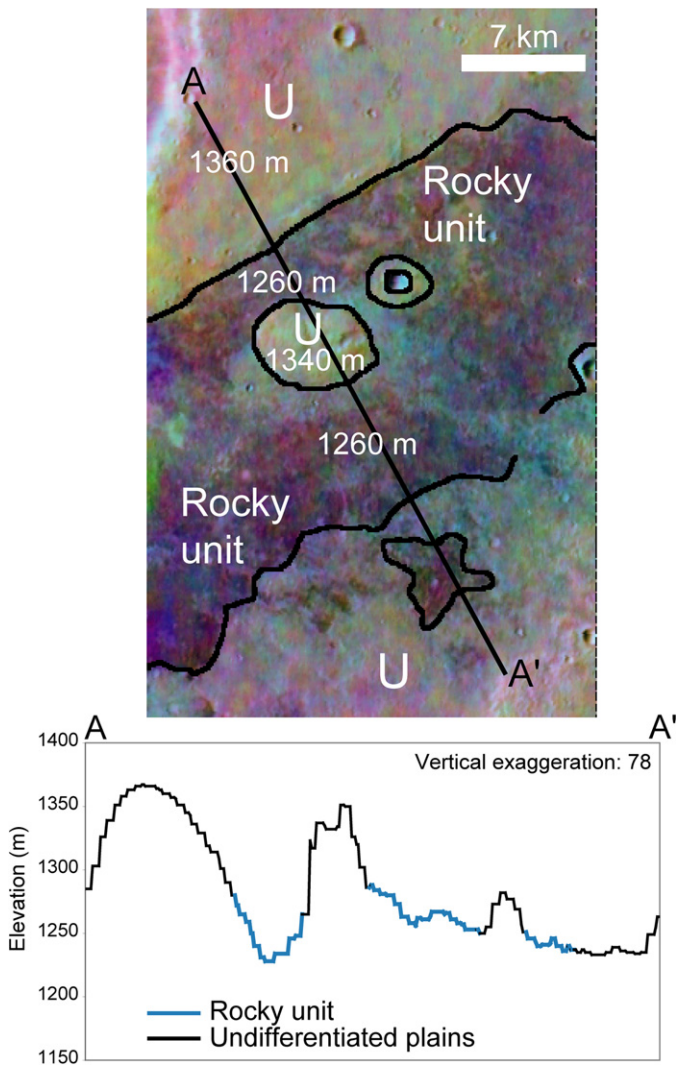 7 km
A
U
1360 m
Rocky
unit
1260 m
U
1340 m
1260 m
Rocky
unit
U
A'
A
A'
1400
Vertical exaggeration: 78
1350
1300
Elevation (m)
1250
1200
Rocky unit
Undifferentiated plains
1150